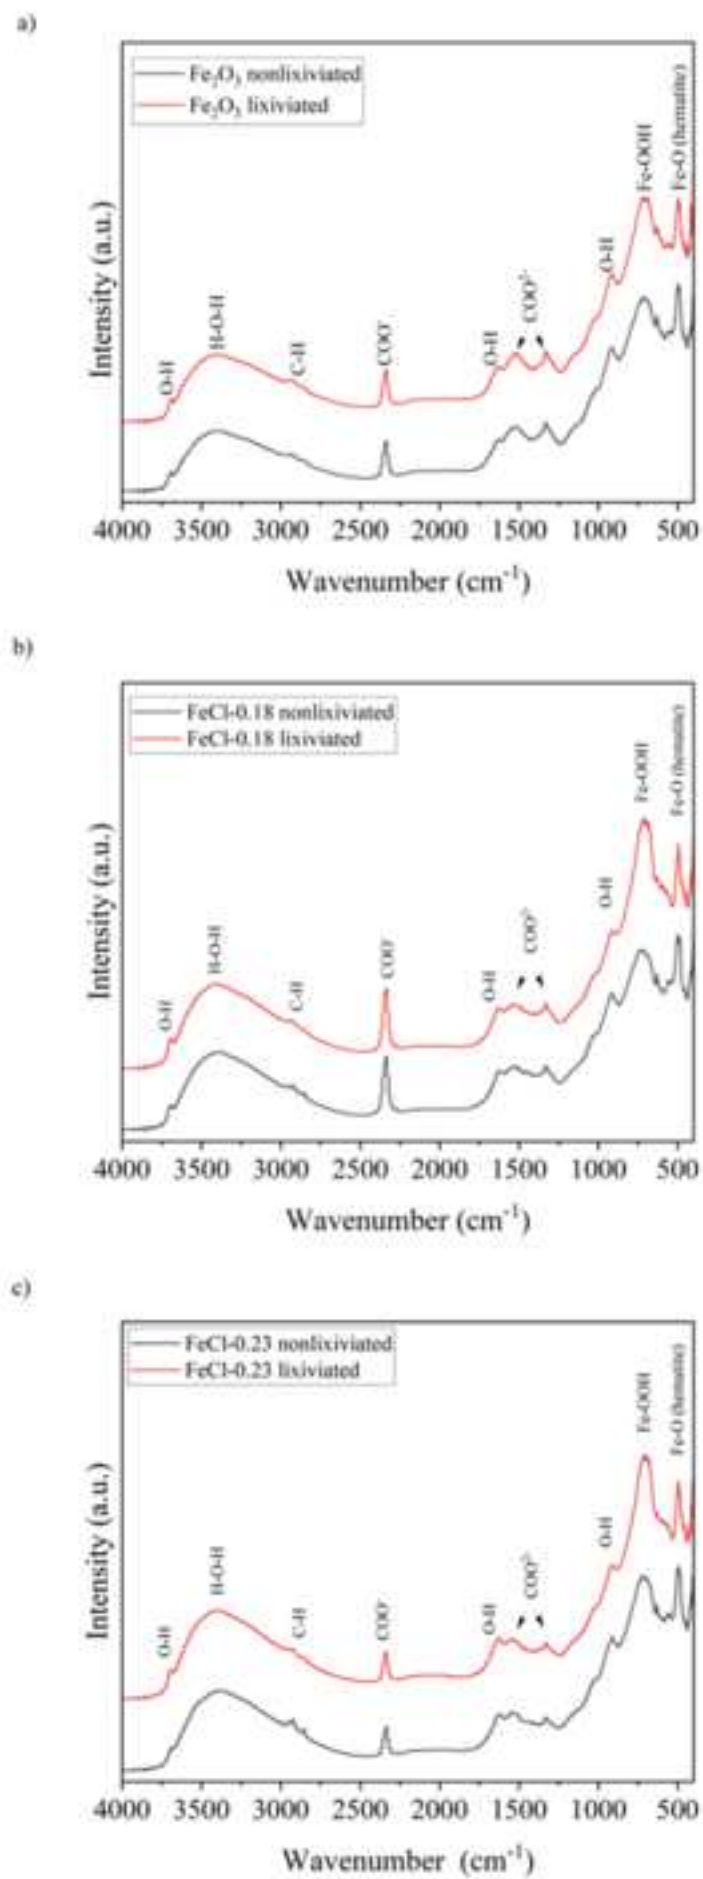 a)
Fe₂O₃ nonlixiviated
Fe₂O₃ lixiviated
Intensity (a.u.)
O-H
H-O-H
C-H
COO⁻
O-H
COO²⁻
O-H
Fe-OOH
Fe-O (hematite)
4000 3500 3000 2500 2000 1500 1000 500
Wavenumber (cm⁻¹)
b)
FeCl-0.18 nonlixiviated
FeCl-0.18 lixiviated
Intensity (a.u.)
O-H
H-O-H
C-H
COO⁻
O-H
COO²⁻
O-H
Fe-OOH
Fe-O (hematite)
4000 3500 3000 2500 2000 1500 1000 500
Wavenumber (cm⁻¹)
c)
FeCl-0.23 nonlixiviated
FeCl-0.23 lixiviated
Intensity (a.u.)
O-H
H-O-H
C-H
COO⁻
O-H
COO²⁻
O-H
Fe-OOH
Fe-O (hematite)
4000 3500 3000 2500 2000 1500 1000 500
Wavenumber (cm⁻¹)